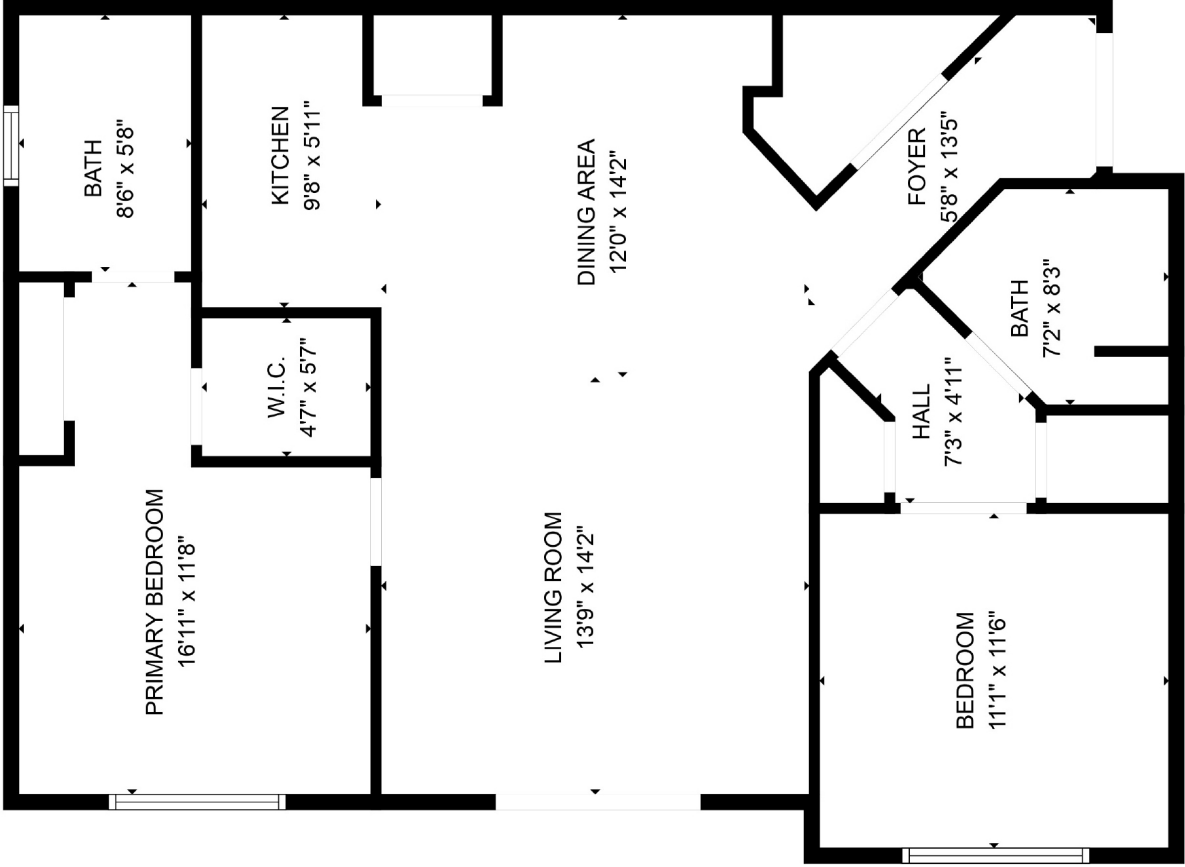 BATH
8'6" x 5'8"
KITCHEN
9'8" x 5'11"
DINING AREA
12'0" x 14'2"
FOYER
5'8" x 13'5"
BATH
7'2" x 8'3"
W.I.C.
4'7" x 5'7"
HALL
7'3" x 4'11"
PRIMARY BEDROOM
16'11" x 11'8"
LIVING ROOM
13'9" x 14'2"
BEDROOM
11'1" x 11'6"